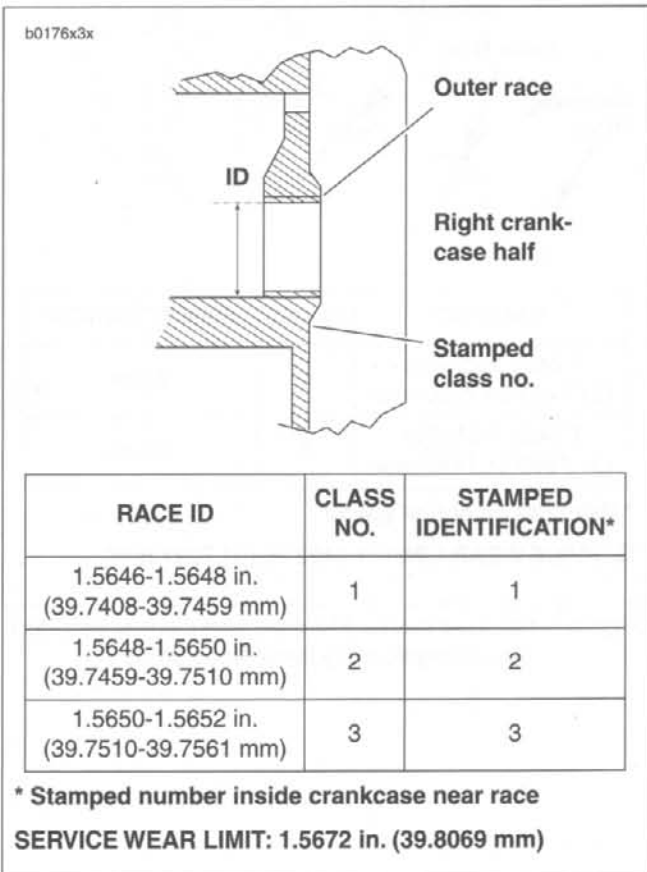 b0176x3x
Outer race
ID
Right crank-
case half
Stamped
class no.
RACE ID
CLASS
NO.
STAMPED
IDENTIFICATION*
1.5646-1.5648 in.
(39.7408-39.7459 mm)
1
1
1.5648-1.5650 in.
(39.7459-39.7510 mm)
2
2
1.5650-1.5652 in.
(39.7510-39.7561 mm)
3
3
* Stamped number inside crankcase near race
SERVICE WEAR LIMIT: 1.5672 in. (39.8069 mm)